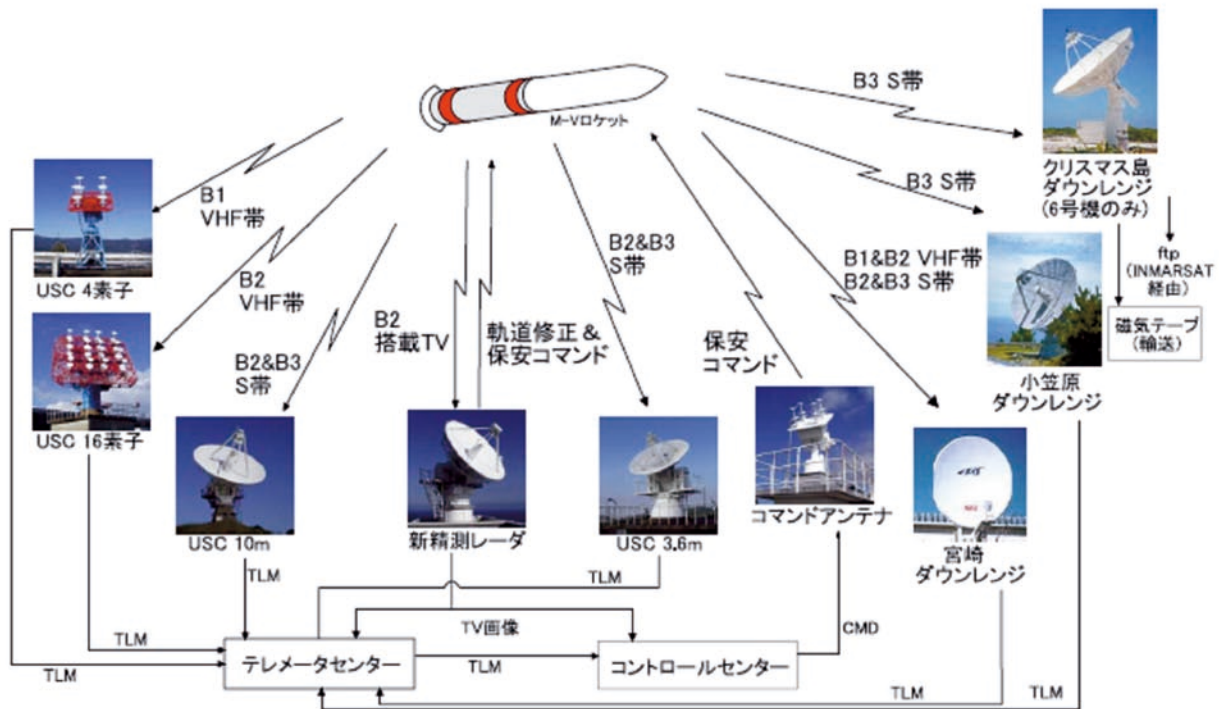 M-Vロケット
B3 S帯
クリスマス島
ダウンレンジ
(6号機のみ)
B1
VHF帯
USC 4素子
B3 S帯
B2
VHF帯
B2&B3
S帯
B1&B2 VHF帯
B2&B3 S帯
ftp
(INMARSAT
経由)
磁気テープ
(輸送)
B2
搭載TV
軌道修正&
保安コマンド
保安
コマンド
B2&B3
S帯
小笠原
ダウンレンジ
USC 16素子
USC 10m
新精測レーダ
USC 3.6m
コマンドアンテナ
宮崎
ダウンレンジ
TLM
TLM
TV画像
CMD
TLM
テレメータセンター
TLM
コントロールセンター
TLM
TLM
TLM